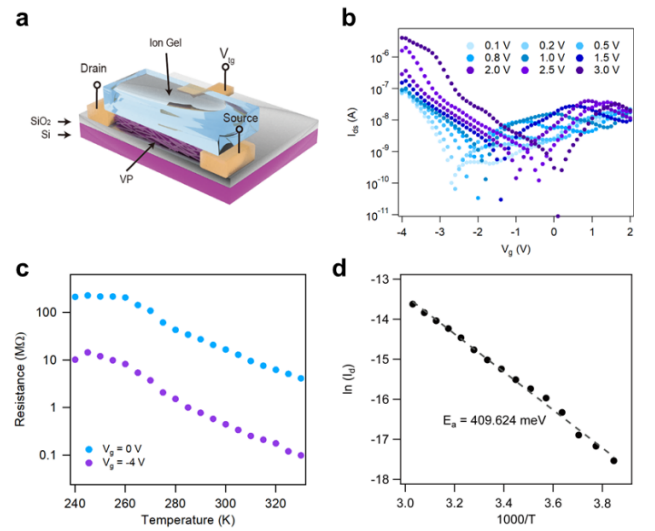 a
Ion Gel
V_tg
Drain
Source
SiO₂
Si
VP
b
0.1 V 0.2 V 0.5 V
0.8 V 1.0 V 1.5 V
2.0 V 2.5 V 3.0 V
10⁻⁶
10⁻⁷
10⁻⁸
10⁻⁹
10⁻¹⁰
10⁻¹¹
I_ds (A)
-4 -3 -2 -1 0 1 2
V_g (V)
c
100
10
1
0.1
Resistance (MΩ)
V_g = 0 V
V_g = -4 V
240 260 280 300 320
Temperature (K)
d
-13
-14
-15
-16
-17
-18
ln (I_d)
E_a = 409.624 meV
3.0 3.2 3.4 3.6 3.8
1000/T